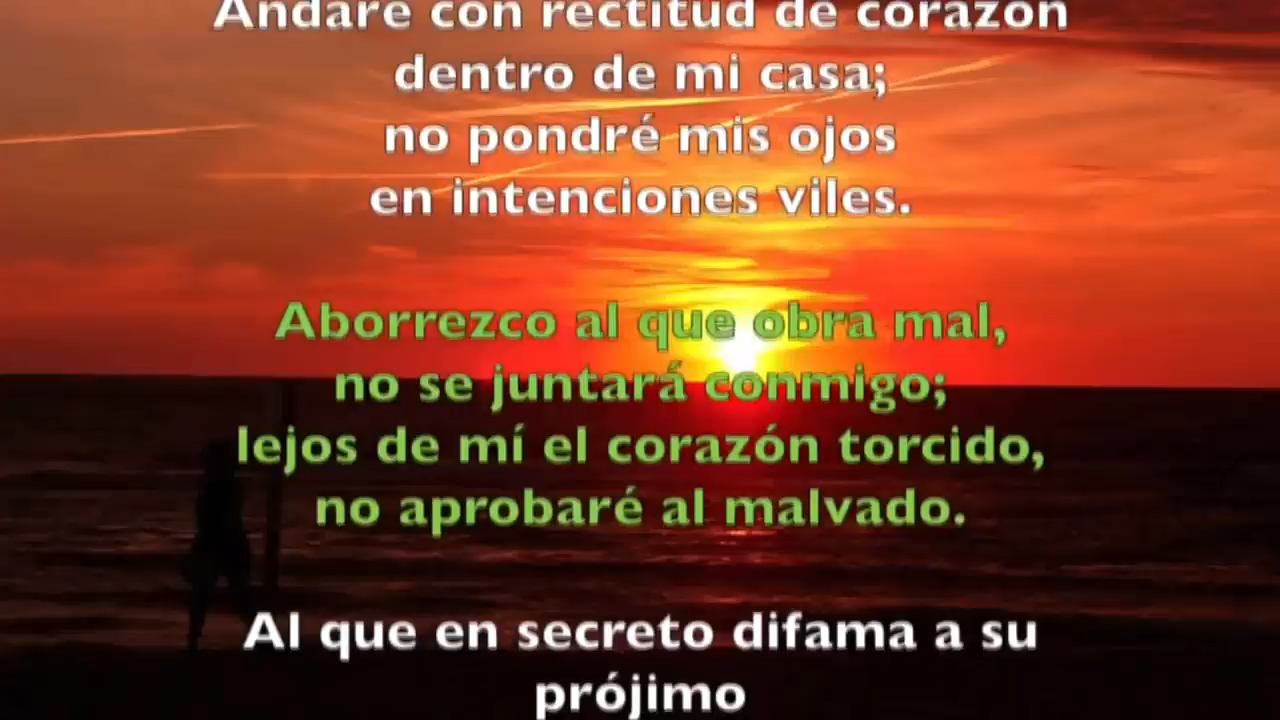 Andaré con rectitud de corazón
dentro de mi casa;
no pondré mis ojos
en intenciones viles.
Aborrezco al que obra mal,
no se juntará conmigo;
lejos de mí el corazón torcido,
no aprobaré al malvado.
Al que en secreto difama a su
prójimo